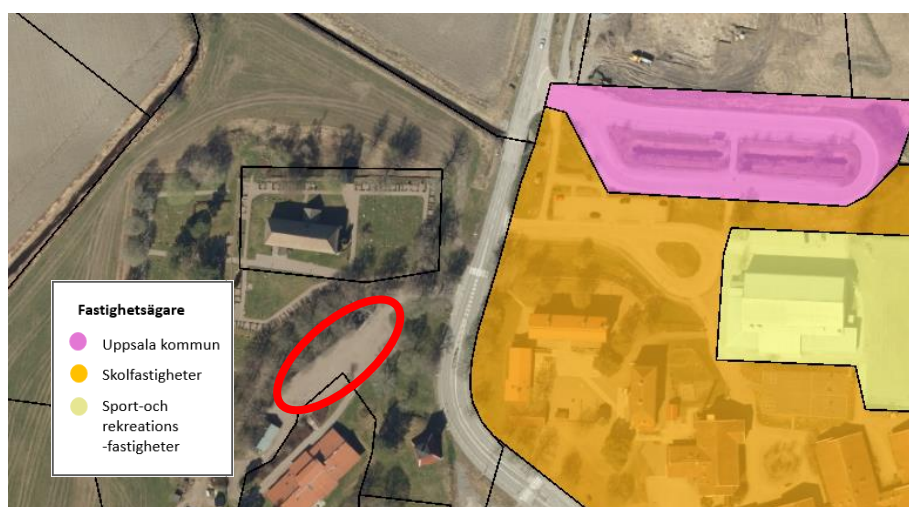 Fastighetsägare
Uppsala kommun
Skolfastigheter
Sport-och
rekreations
-fastigheter